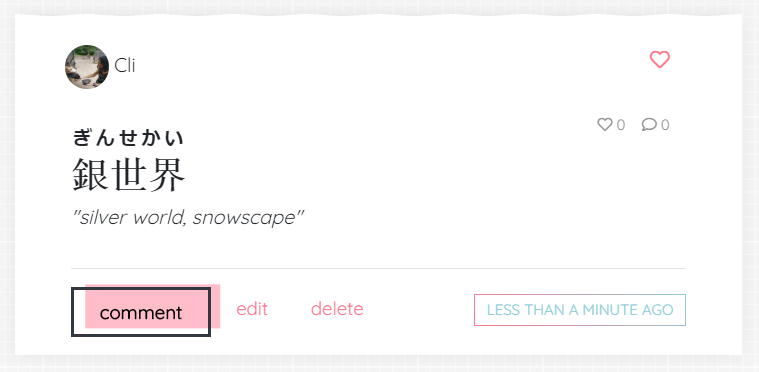 Cli
0 0
ぎんせかい
銀世界
"silver world, snowscape"
comment edit delete LESS THAN A MINUTE AGO